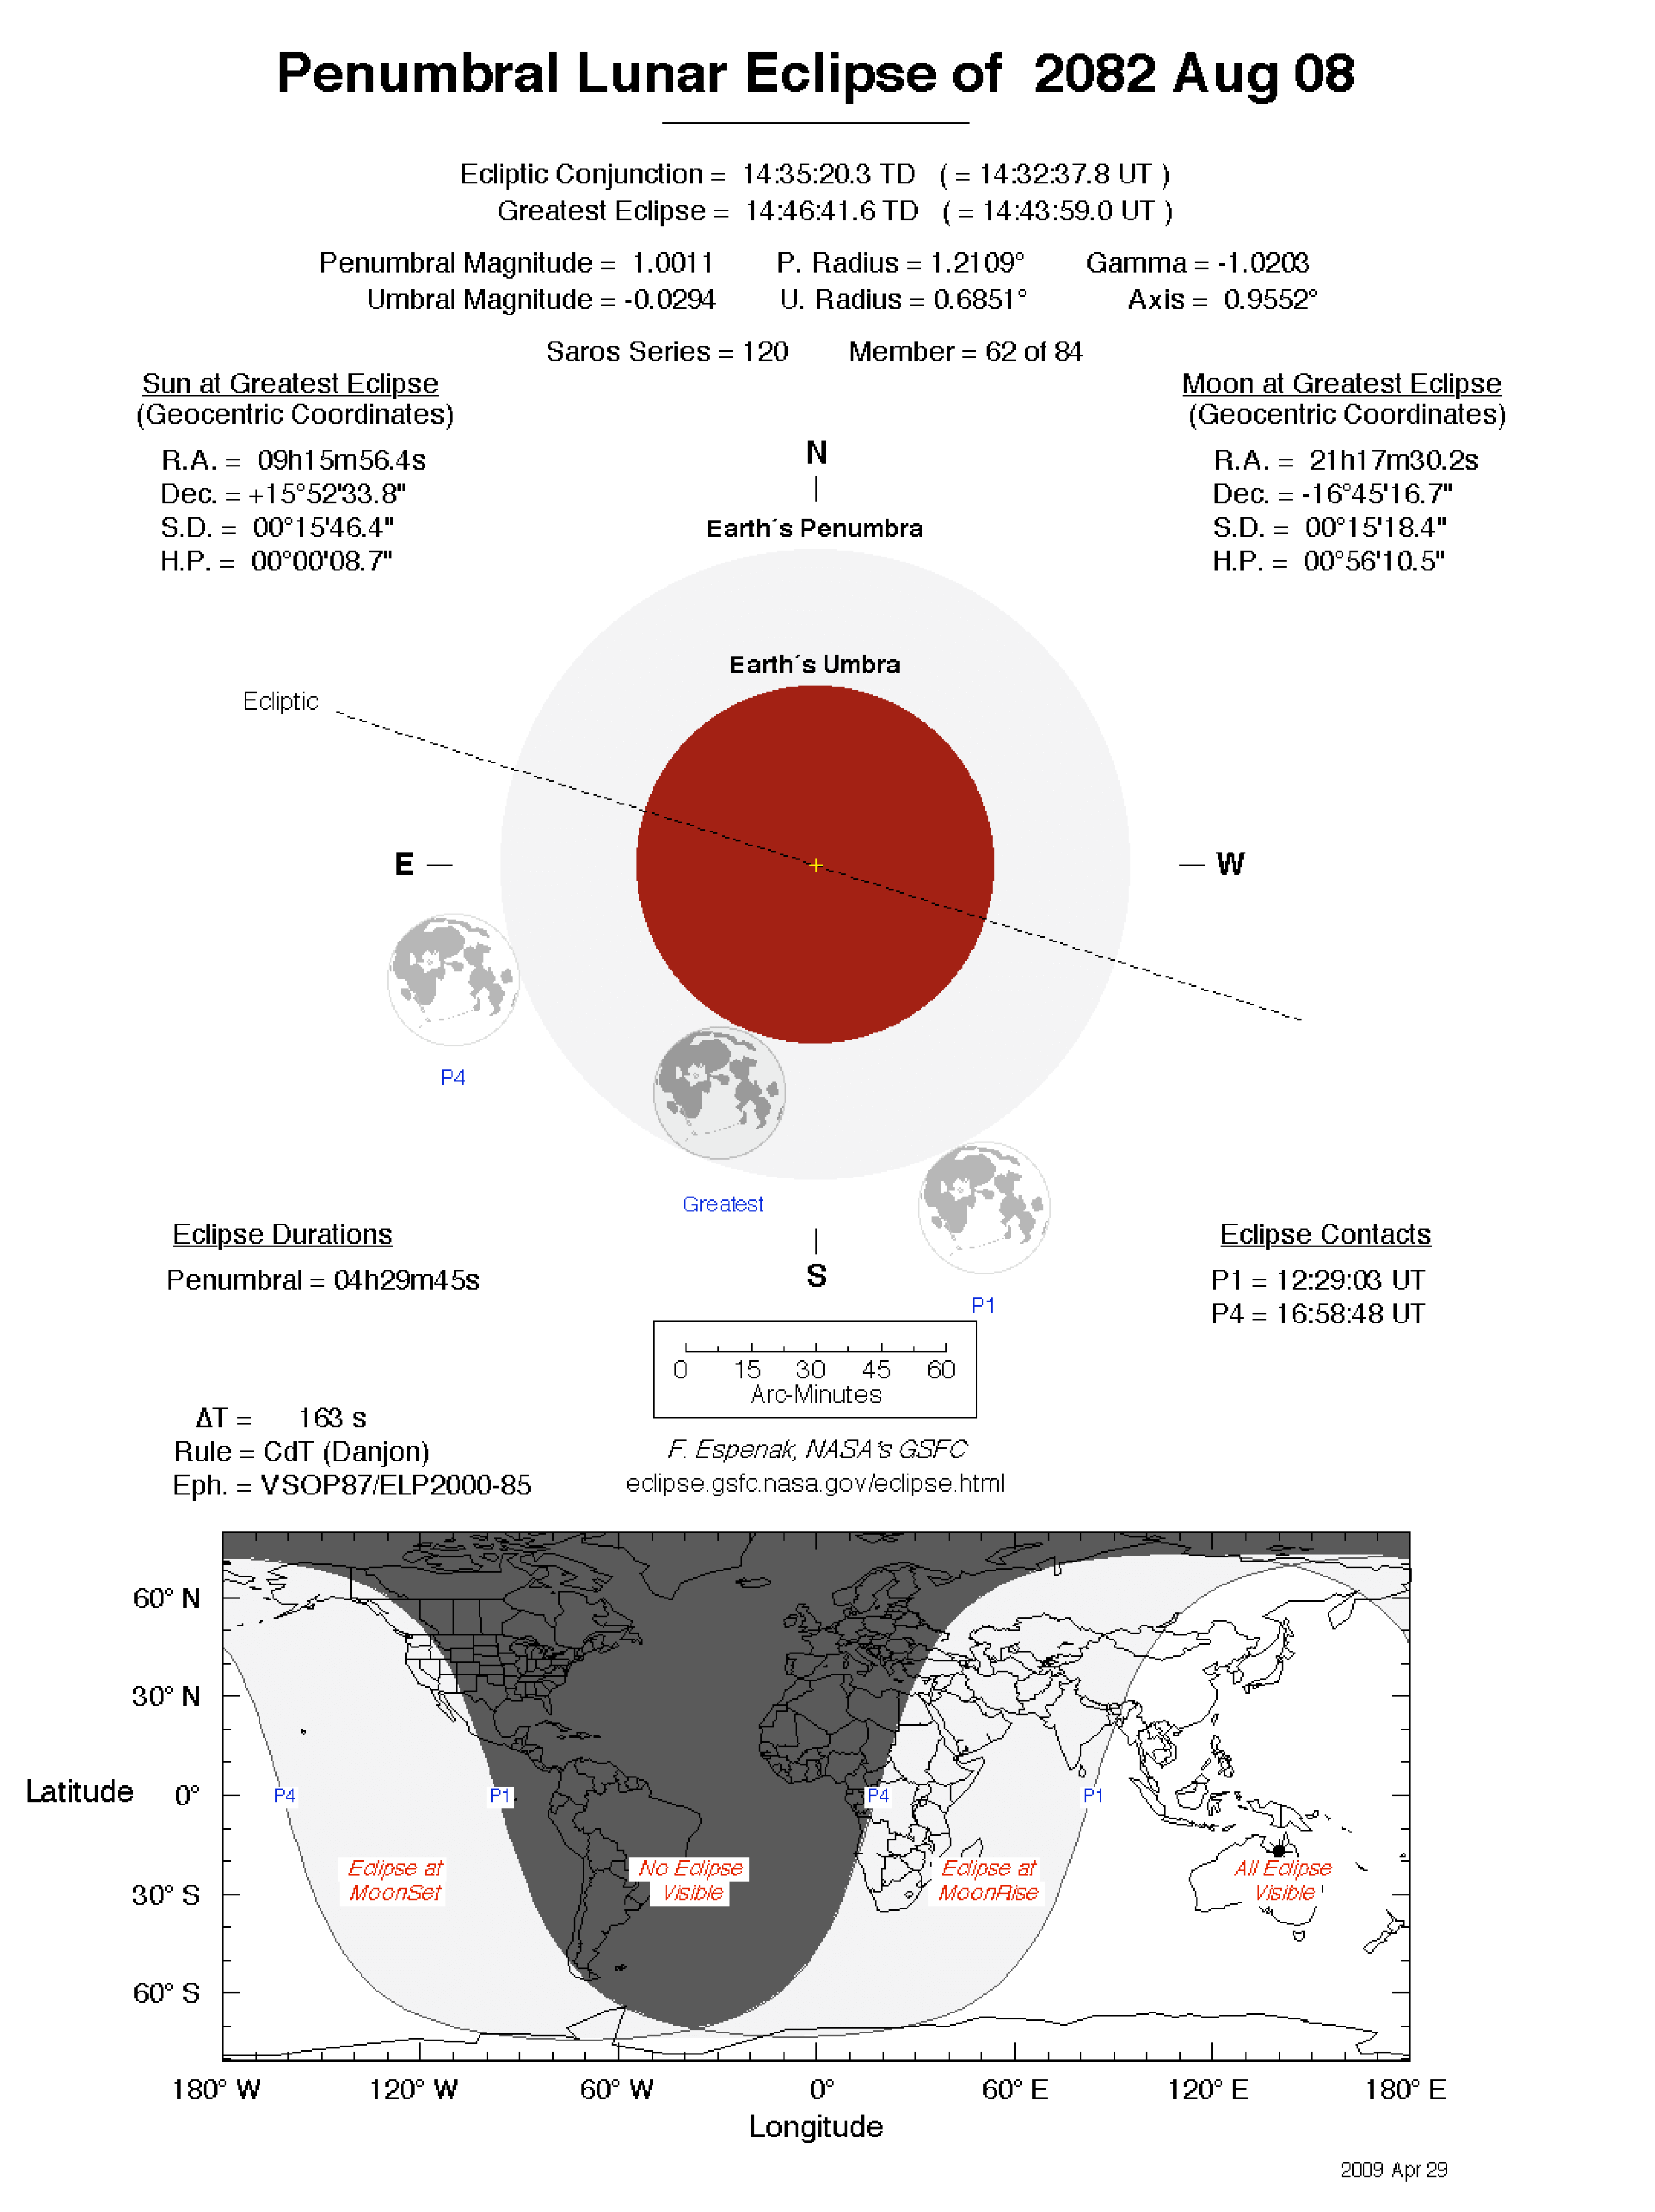 Penumbral Lunar Eclipse of  2082 Aug 08
Ecliptic Conjunction =  14:35:20.3 TD   ( = 14:32:37.8 UT )
Greatest Eclipse =  14:46:41.6 TD   ( = 14:43:59.0 UT )
Penumbral Magnitude =  1.0011   P. Radius = 1.2109°   Gamma = -1.0203
Umbral Magnitude = -0.0294   U. Radius = 0.6851°   Axis =  0.9552°
Saros Series = 120   Member = 62 of 84
Sun at Greatest Eclipse
(Geocentric Coordinates)
R.A. =  09h15m56.4s
Dec. = +15°52'33.8"
S.D. =  00°15'46.4"
H.P. =  00°00'08.7"
Moon at Greatest Eclipse
(Geocentric Coordinates)
R.A. =  21h17m30.2s
Dec. = -16°45'16.7"
S.D. =  00°15'18.4"
H.P. =  00°56'10.5"
N
Earth´s Penumbra
Earth´s Umbra
Ecliptic
E
W
P4
Greatest
P1
S
Eclipse Durations
Penumbral = 04h29m45s
Eclipse Contacts
P1 = 12:29:03 UT
P4 = 16:58:48 UT
0 15 30 45 60
Arc-Minutes
ΔT =   163 s
Rule = CdT (Danjon)
Eph. = VSOP87/ELP2000-85
F. Espenak, NASA's GSFC
eclipse.gsfc.nasa.gov/eclipse.html
60° N
30° N
Latitude 0°
30° S
60° S
P4 P1 P4 P1
Eclipse at
MoonSet
No Eclipse
Visible
Eclipse at
MoonRise
All Eclipse
Visible
180° W 120° W 60° W 0° 60° E 120° E 180° E
Longitude
2009 Apr 29